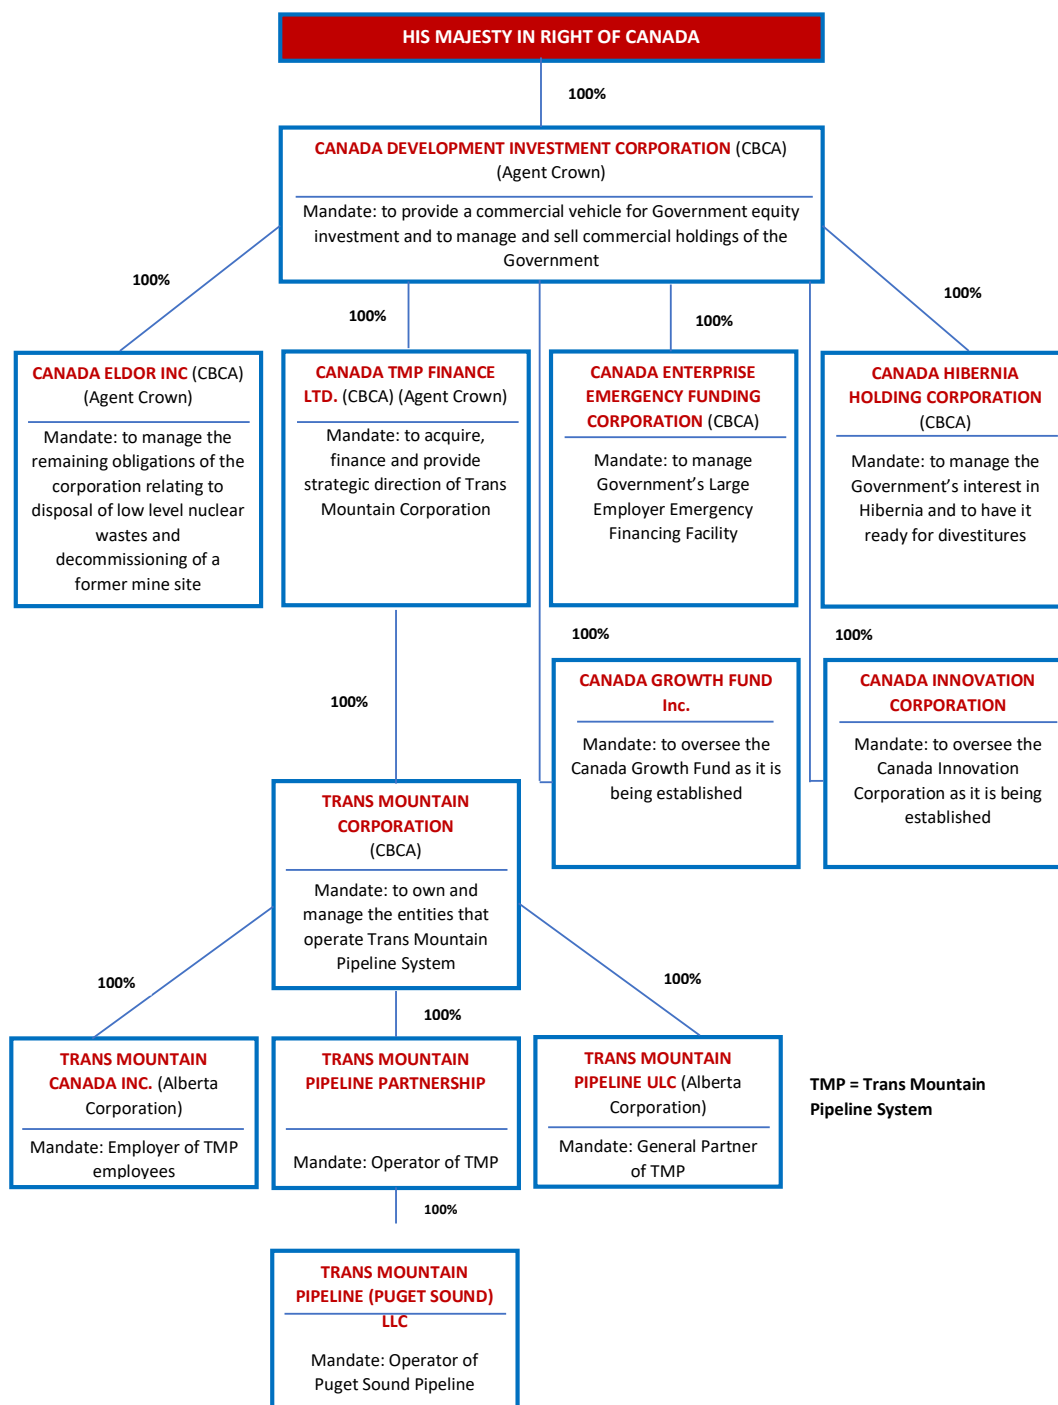 HIS MAJESTY IN RIGHT OF CANADA
100%
CANADA DEVELOPMENT INVESTMENT CORPORATION (CBCA)
(Agent Crown)
Mandate: to provide a commercial vehicle for Government equity
investment and to manage and sell commercial holdings of the
Government
100%
100%
100%
100%
CANADA ELDOR INC (CBCA)
(Agent Crown)
Mandate: to manage the
remaining obligations of the
corporation relating to
disposal of low level nuclear
wastes and
decommissioning of a
former mine site
CANADA TMP FINANCE
LTD. (CBCA) (Agent Crown)
Mandate: to acquire,
finance and provide
strategic direction of Trans
Mountain Corporation
CANADA ENTERPRISE
EMERGENCY FUNDING
CORPORATION (CBCA)
Mandate: to manage
Government’s Large
Employer Emergency
Financing Facility
CANADA HIBERNIA
HOLDING CORPORATION
(CBCA)
Mandate: to manage the
Government’s interest in
Hibernia and to have it
ready for divestitures
100%
100%
100%
CANADA GROWTH FUND
Inc.
Mandate: to oversee the
Canada Growth Fund as it is
being established
CANADA INNOVATION
CORPORATION
Mandate: to oversee the
Canada Innovation
Corporation as it is being
established
TRANS MOUNTAIN
CORPORATION
(CBCA)
Mandate: to own and
manage the entities that
operate Trans Mountain
Pipeline System
100%
100%
100%
TRANS MOUNTAIN
CANADA INC. (Alberta
Corporation)
Mandate: Employer of TMP
employees
TRANS MOUNTAIN
PIPELINE PARTNERSHIP
Mandate: Operator of TMP
TRANS MOUNTAIN
PIPELINE ULC (Alberta
Corporation)
Mandate: General Partner
of TMP
TMP = Trans Mountain
Pipeline System
100%
TRANS MOUNTAIN
PIPELINE (PUGET SOUND)
LLC
Mandate: Operator of
Puget Sound Pipeline